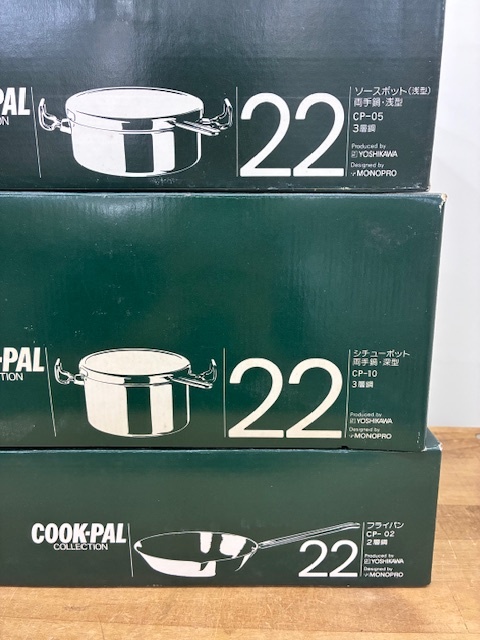 PAL
ION
22
ソースポット(浅型)
両手鍋・浅型
CP-05
3層鋼
Produced by
YOSHIKAWA
Designed by
MONOPRO
-PAL
CTION
22
シチューポット
両手鍋・深型
CP-10
3層鋼
Produced by
YOSHIKAWA
Designed by
MONOPRO
COOK-PAL
COLLECTION
22
フライパン
CP-02
2層鋼
Produced by
YOSHIKAWA
Designed by
MONOPRO